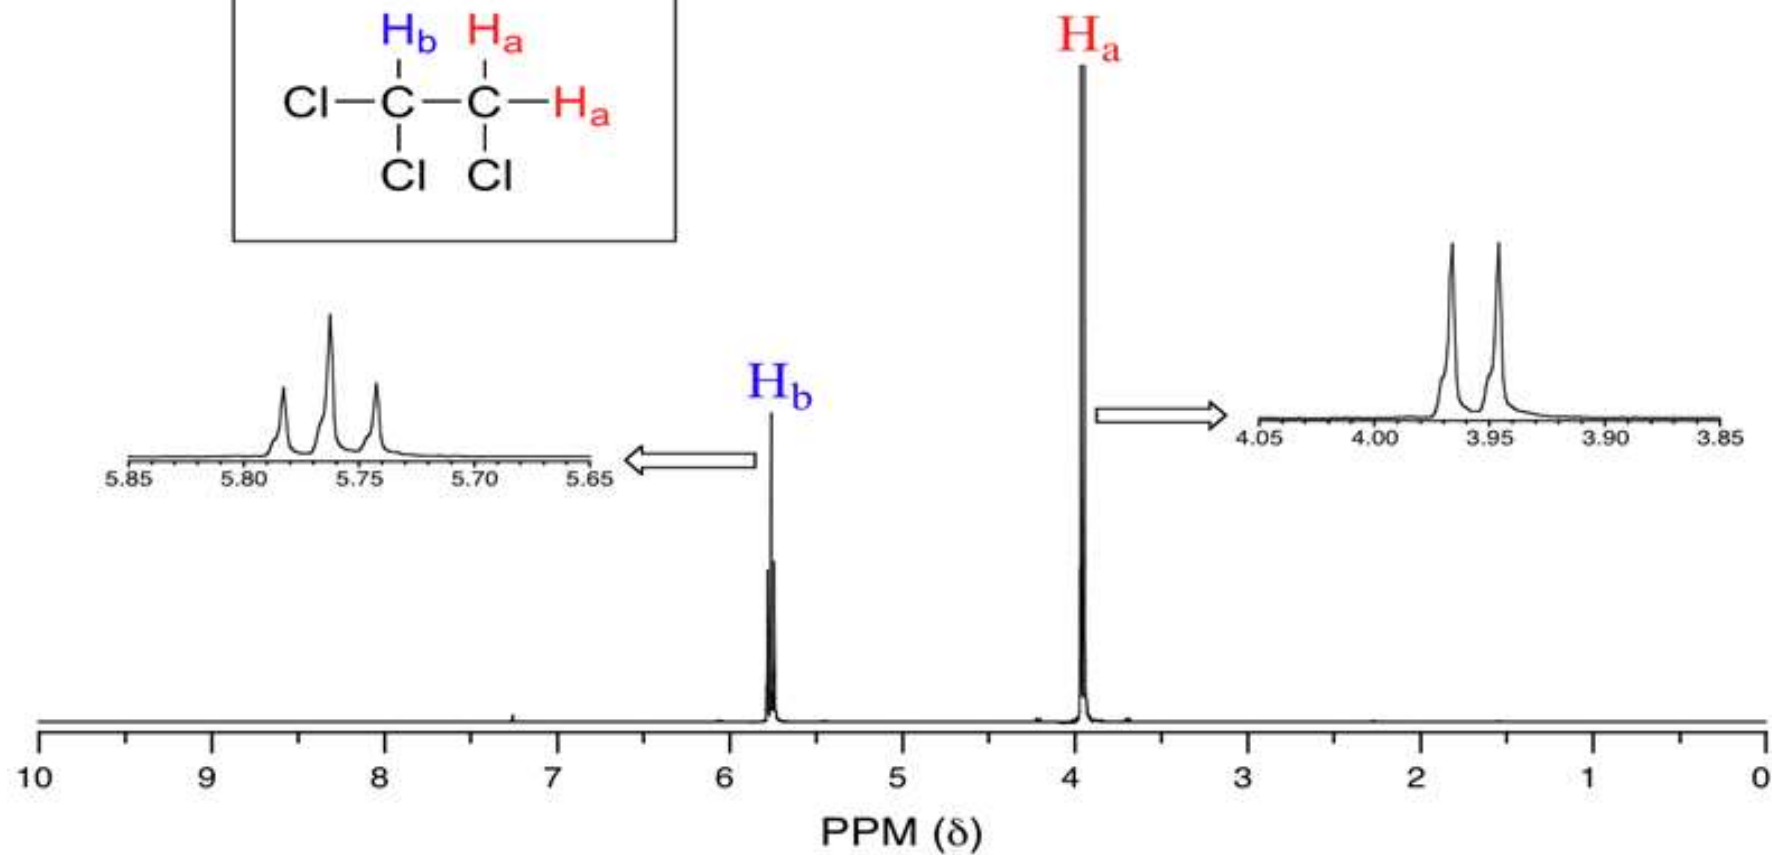 Hb Ha
Cl C C Ha
Cl Cl
Ha
Hb
4.05 4.00 3.95 3.90 3.85
5.85 5.80 5.75 5.70 5.65
10 9 8 7 6 5 4 3 2 1 0
PPM (δ)